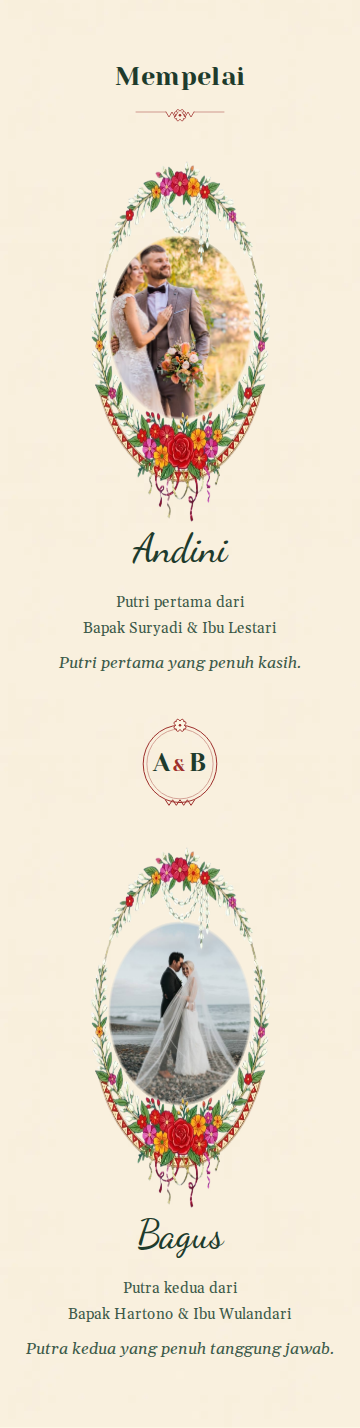 Mempelai
Andini
Putri pertama dari
Bapak Suryadi & Ibu Lestari
Putri pertama yang penuh kasih.
A & B
Bagus
Putra kedua dari
Bapak Hartono & Ibu Wulandari
Putra kedua yang penuh tanggung jawab.